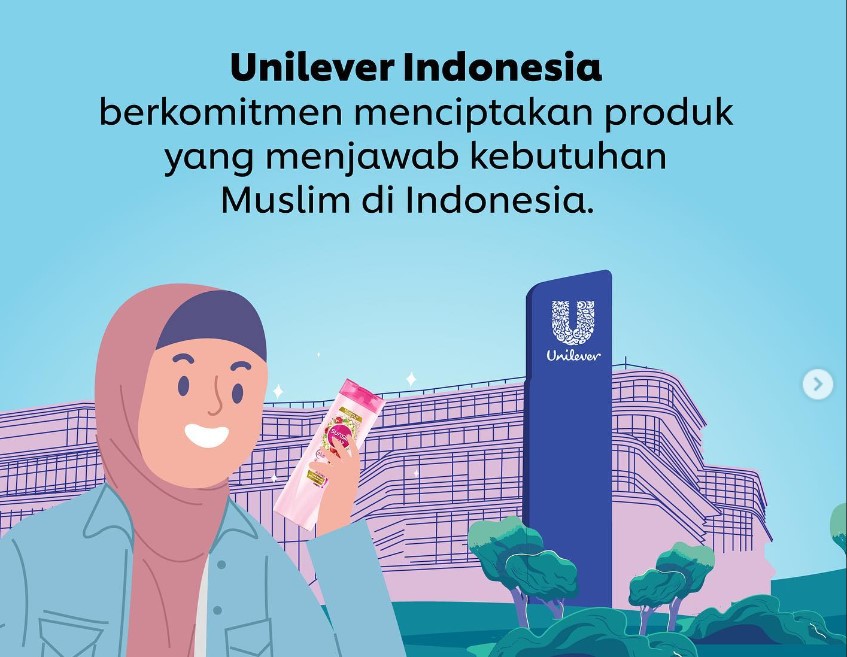 Unilever Indonesia
berkomitmen menciptakan produk
yang menjawab kebutuhan
Muslim di Indonesia.
Unilever